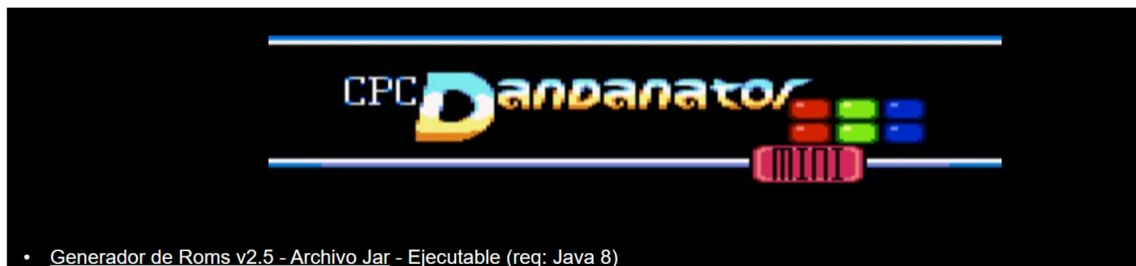 CPC Dandanator
MINI
• Generador de Roms v2.5 - Archivo Jar - Ejecutable (req: Java 8)